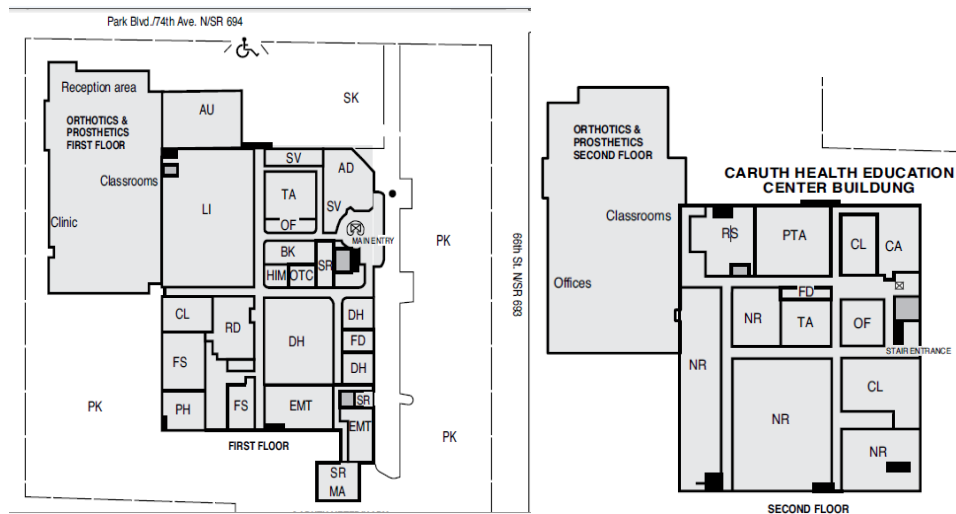 Park Blvd./74th Ave. N/SR 694
Reception area
ORTHOTICS &
PROSTHETICS
FIRST FLOOR
Classrooms
Clinic
AU
SK
SV
AD
TA
SV
LI
OF
MAIN ENTRY
BK
SR
HIM
OTC
PK
CL
RD
DH
DH
FD
DH
FS
PH
FS
EMT
SR
EMT
PK
PK
FIRST FLOOR
SR
MA
66th St. N/SR 693
ORTHOTICS &
PROSTHETICS
SECOND FLOOR
Classrooms
Offices
CARUTH HEALTH EDUCATION
CENTER BUILDUNG
RS
PTA
CL
CA
FD
NR
TA
OF
STAIR ENTRANCE
NR
CL
NR
NR
SECOND FLOOR